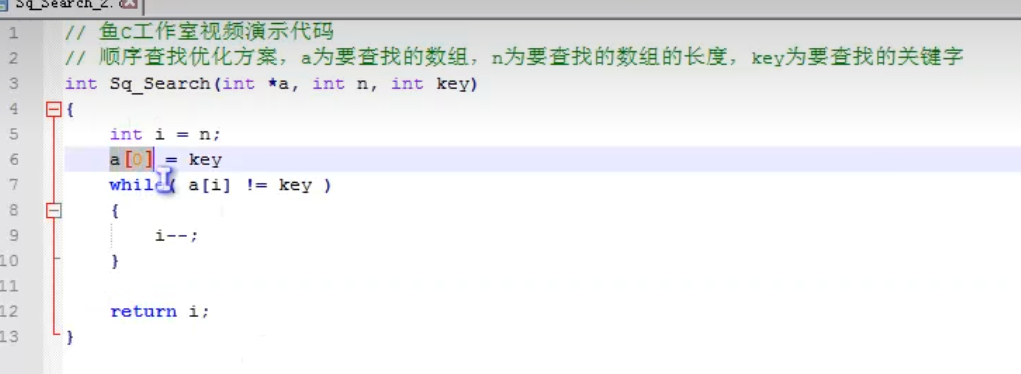 Sq_Search_2.
1 // 鱼C工作室视频演示代码
2 // 顺序查找优化方案，a为要查找的数组，n为要查找的数组的长度，key为要查找的关键字
3 int Sq_Search(int *a, int n, int key)
4 {
5 int i = n;
6 a[0] = key
7 while( a[i] != key )
8 {
9 i--;
10 }
11
12 return i;
13 }